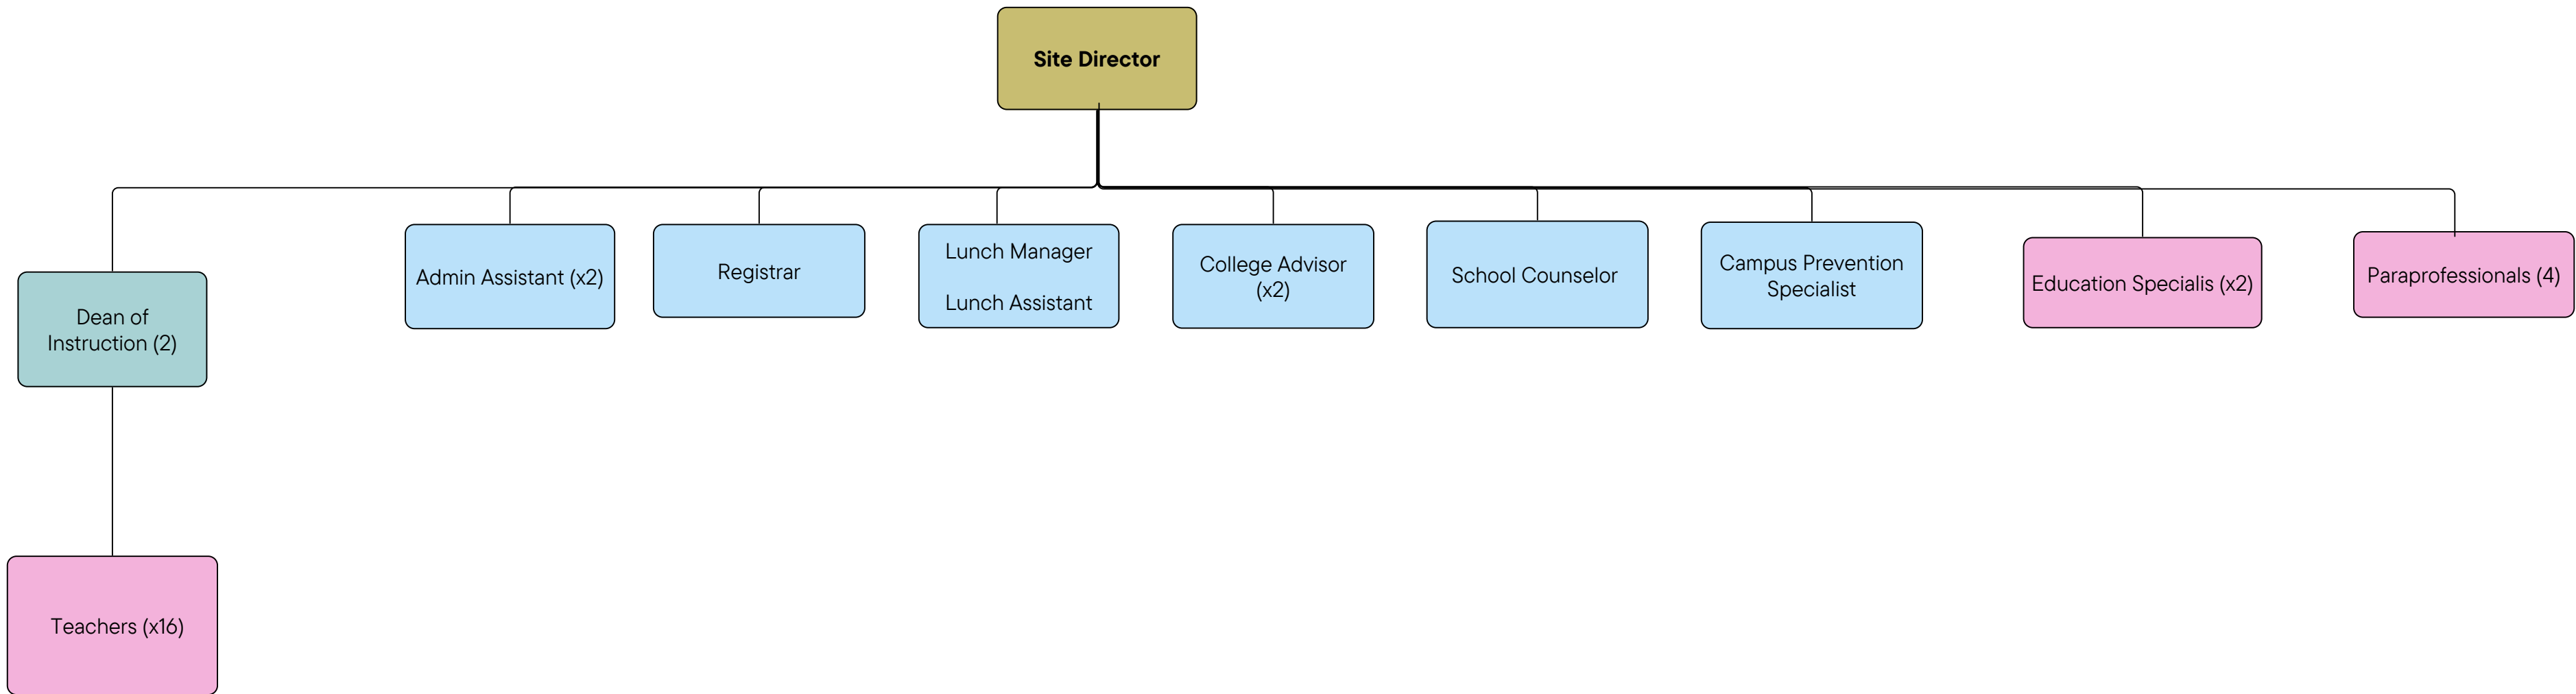 Site Director
Admin Assistant (x2)
Registrar
Lunch Manager
Lunch Assistant
College Advisor
(x2)
School Counselor
Campus Prevention
Specialist
Education Specialis (x2)
Paraprofessionals (4)
Dean of
Instruction (2)
Teachers (x16)